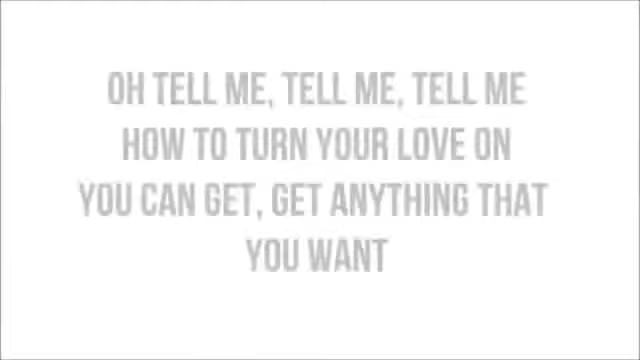 OH TELL ME, TELL ME, TELL ME
HOW TO TURN YOUR LOVE ON
YOU CAN GET, GET ANYTHING THAT
YOU WANT